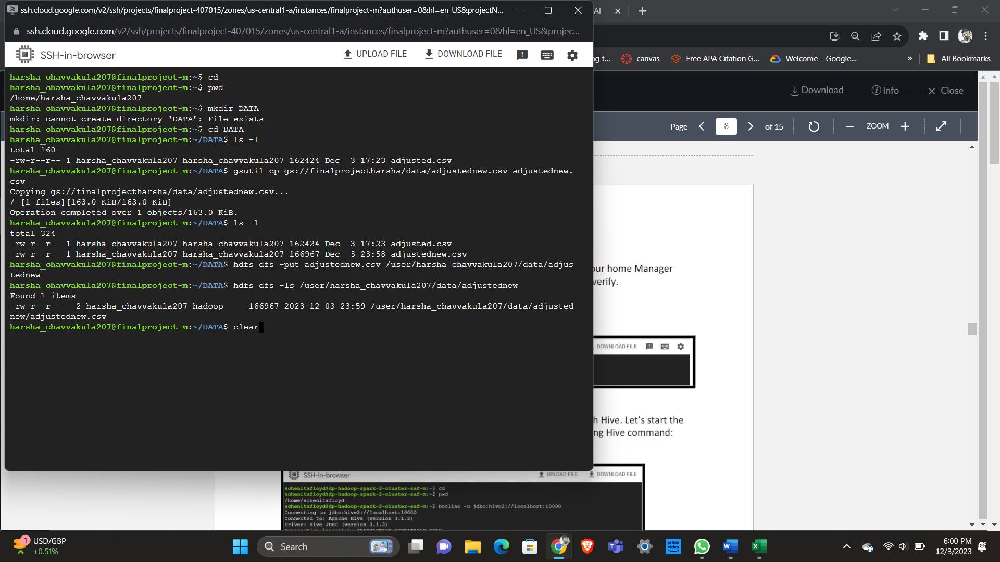 ssh.cloud.google.com/v2/ssh/projects/finalproject-407015/zones/us-central1-a/instances/finalproject-m?authuser=0&hl=en_US&projectN...
AI
ssh.cloud.google.com/v2/ssh/projects/finalproject-407015/zones/us-central1-a/instances/finalproject-m?authuser=0&hl=en_US&projec...
SSH-in-browser
UPLOAD FILE
DOWNLOAD FILE
ng t...
canvas
Free APA Citation G...
Welcome – Google...
»
All Bookmarks
Download
Info
Close
Page
8
of 15
ZOOM
harsha_chavvakula207@finalproject-m:~$ cd
harsha_chavvakula207@finalproject-m:~$ pwd
/home/harsha_chavvakula207
harsha_chavvakula207@finalproject-m:~$ mkdir DATA
mkdir: cannot create directory ‘DATA’: File exists
harsha_chavvakula207@finalproject-m:~$ cd DATA
harsha_chavvakula207@finalproject-m:~/DATA$ ls -l
total 160
-rw-r--r-- 1 harsha_chavvakula207 harsha_chavvakula207 162424 Dec  3 17:23 adjusted.csv
harsha_chavvakula207@finalproject-m:~/DATA$ gsutil cp gs://finalprojectharsha/data/adjustednew.csv adjustednew.
csv
Copying gs://finalprojectharsha/data/adjustednew.csv...
/ [1 files][163.0 KiB/163.0 KiB]
Operation completed over 1 objects/163.0 KiB.
harsha_chavvakula207@finalproject-m:~/DATA$ ls -l
total 324
-rw-r--r-- 1 harsha_chavvakula207 harsha_chavvakula207 162424 Dec  3 17:23 adjusted.csv
-rw-r--r-- 1 harsha_chavvakula207 harsha_chavvakula207 166967 Dec  3 23:58 adjustednew.csv
harsha_chavvakula207@finalproject-m:~/DATA$ hdfs dfs -put adjustednew.csv /user/harsha_chavvakula207/data/adjus
tednew
harsha_chavvakula207@finalproject-m:~/DATA$ hdfs dfs -ls /user/harsha_chavvakula207/data/adjustednew
Found 1 items
-rw-r--r--   2 harsha_chavvakula207 hadoop     166967 2023-12-03 23:59 /user/harsha_chavvakula207/data/adjusted
new/adjustednew.csv
harsha_chavvakula207@finalproject-m:~/DATA$ clear
our home Manager
verify.
DOWNLOAD FILE
h Hive. Let’s start the
ng Hive command:
SSH-in-browser
UPLOAD FILE
DOWNLOAD FILE
schenitafloyd@dp-hadoop-spark-2-cluster-saf-m:~$ cd
schenitafloyd@dp-hadoop-spark-2-cluster-saf-m:~$ pwd
/home/schenitafloyd
schenitafloyd@dp-hadoop-spark-2-cluster-saf-m:~$ beeline -u jdbc:hive2://localhost:10000
Connecting to jdbc:hive2://localhost:10000
Connected to: Apache Hive (version 3.1.2)
Driver: Hive JDBC (version 3.1.2)
Transaction isolation: TRANSACTION_REPEATABLE_READ
1
USD/GBP
+0.51%
Search
prime video
6:00 PM
12/3/2023